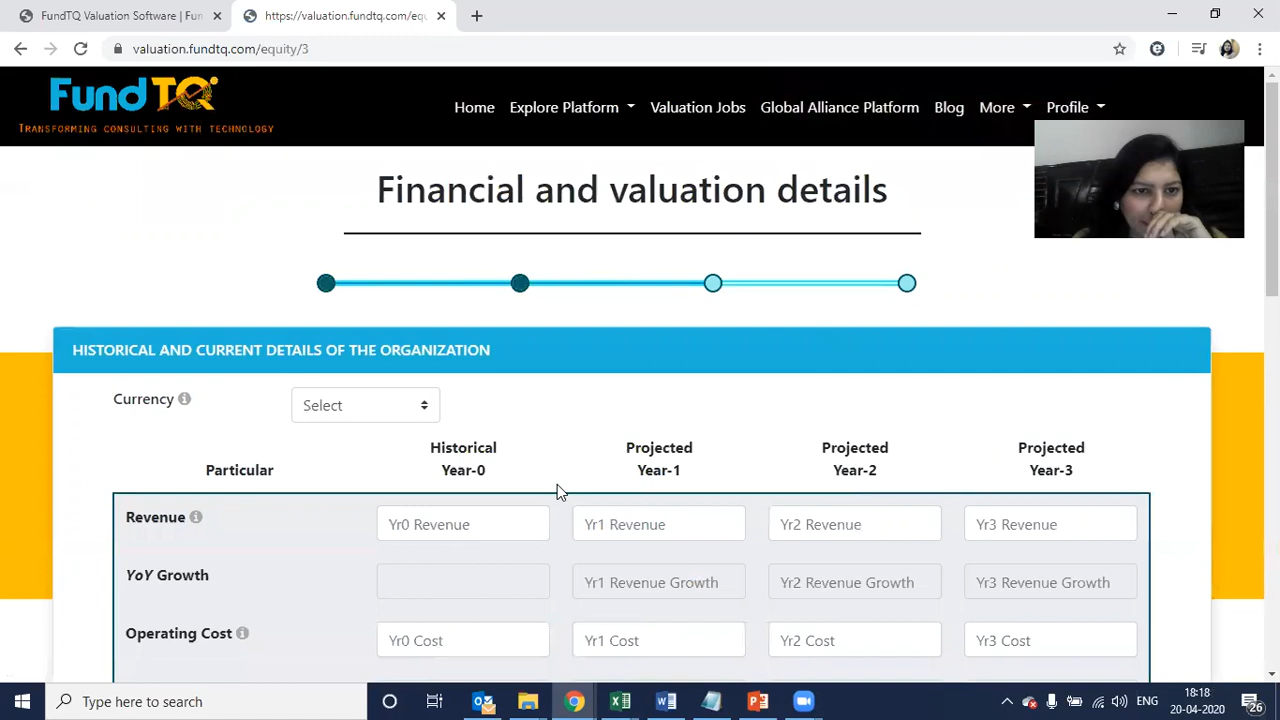 FundTQ Valuation Software | Fun
https://valuation.fundtq.com/equ
valuation.fundtq.com/equity/3
FundTQ
TRANSFORMING CONSULTING WITH TECHNOLOGY
Home
Explore Platform
Valuation Jobs
Global Alliance Platform
Blog
More
Profile
Financial and valuation details
HISTORICAL AND CURRENT DETAILS OF THE ORGANIZATION
Currency
Select
Particular
Historical
Year-0
Projected
Year-1
Projected
Year-2
Projected
Year-3
Revenue
Yr0 Revenue
Yr1 Revenue
Yr2 Revenue
Yr3 Revenue
YoY Growth
Yr1 Revenue Growth
Yr2 Revenue Growth
Yr3 Revenue Growth
Operating Cost
Yr0 Cost
Yr1 Cost
Yr2 Cost
Yr3 Cost
Type here to search
ENG
18:18
20-04-2020
26